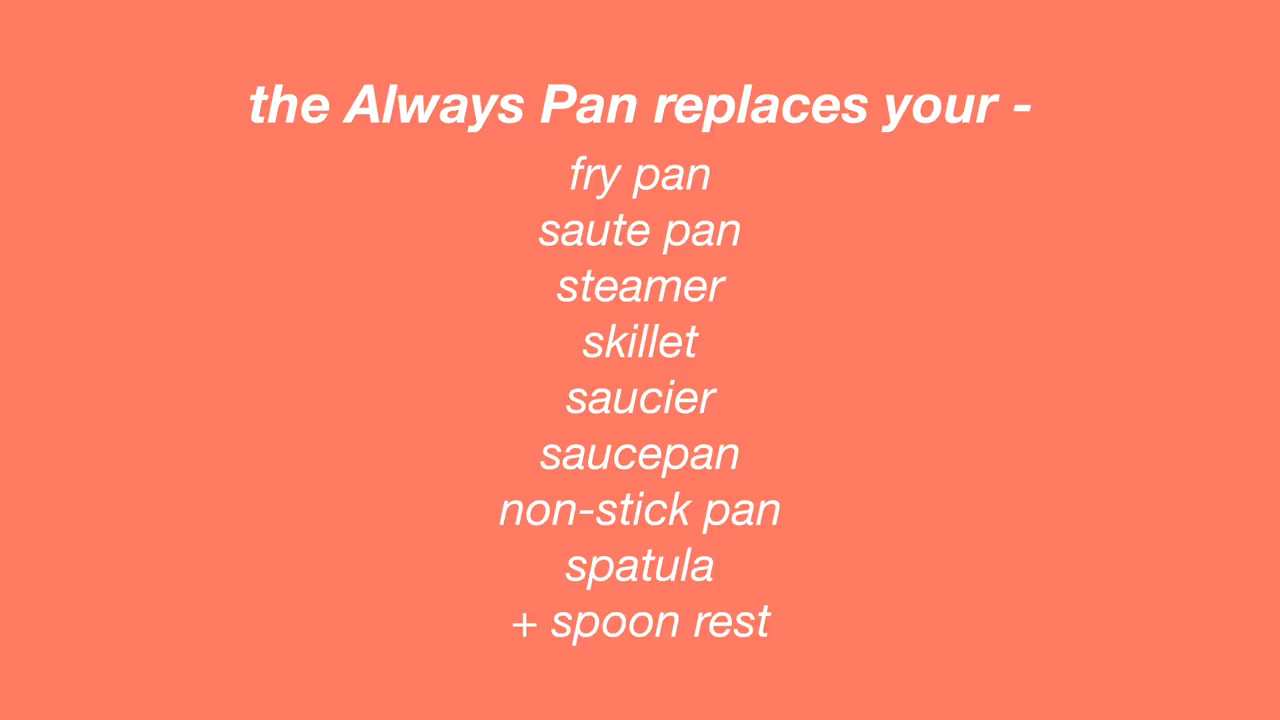 the Always Pan replaces your -
fry pan
saute pan
steamer
skillet
saucier
saucepan
non-stick pan
spatula
+ spoon rest